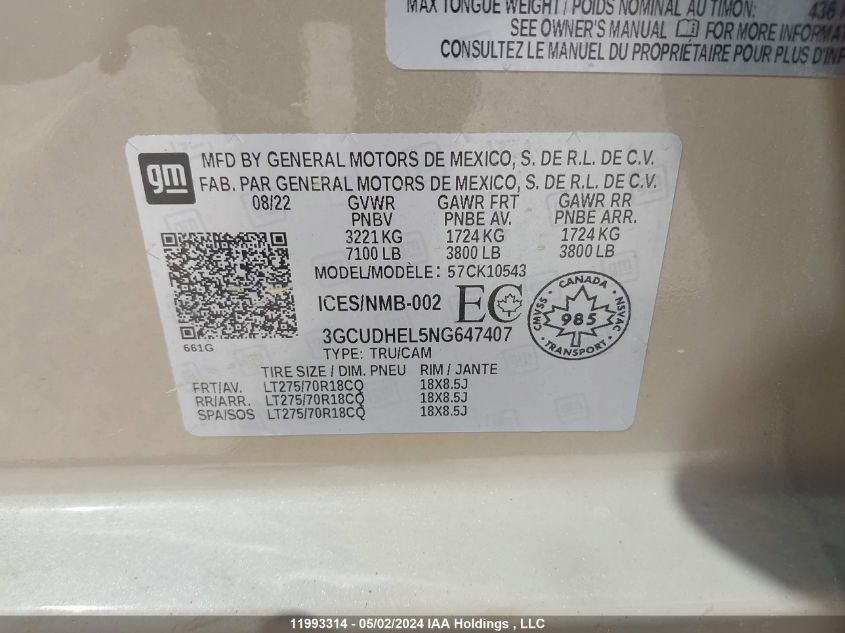 MAX TONGUE WEIGHT / POIDS NOMINAL AU TIMON: 436
SEE OWNER'S MANUAL FOR MORE INFORMAT
CONSULTEZ LE MANUEL DU PROPRIÉTAIRE POUR PLUS D'INF
gm
MFD BY GENERAL MOTORS DE MEXICO, S. DE R.L. DE C.V.
FAB. PAR GENERAL MOTORS DE MEXICO, S. DE R.L. DE C.V.
08/22 GVWR GAWR FRT GAWR RR
PNBV PNBE AV. PNBE ARR.
3221 KG 1724 KG 1724 KG
7100 LB 3800 LB 3800 LB
MODEL/MODÈLE: 57CK10543
ICES/NMB-002 EC
CANADA
CMVSS 985 NSVAC
TRANSPORT
3GCUDHEL5NG647407
661G
TYPE: TRU/CAM
TIRE SIZE / DIM. PNEU RIM / JANTE
FRT/AV. LT275/70R18CQ 18X8.5J
RR/ARR. LT275/70R18CQ 18X8.5J
SPA/SOS LT275/70R18CQ 18X8.5J
11993314 - 05/02/2024 IAA Holdings , LLC